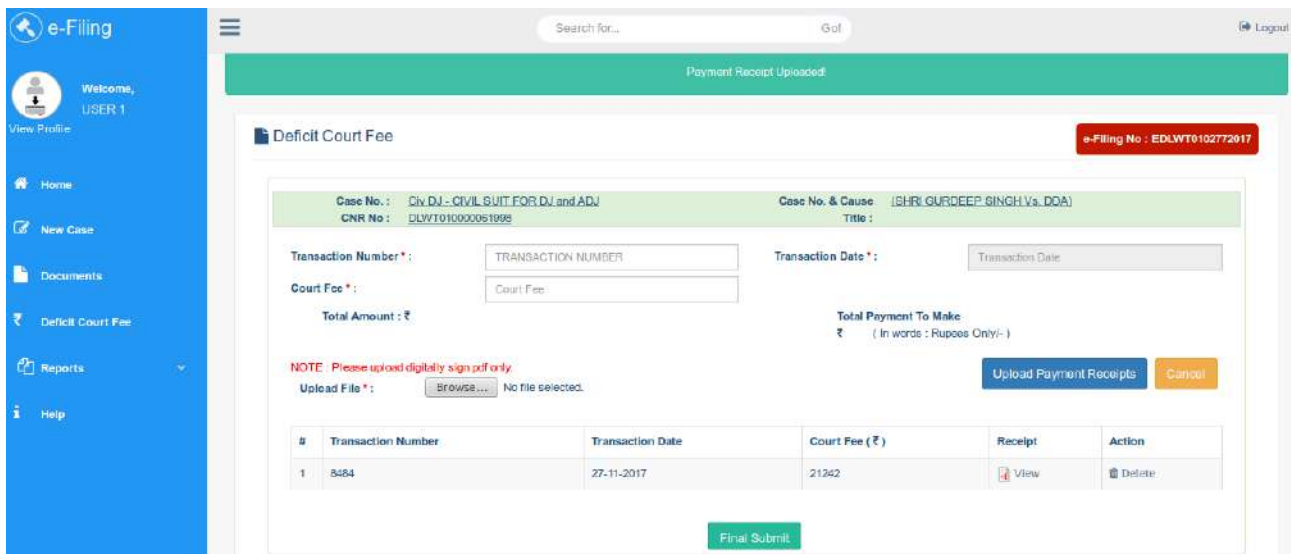 e-Filing
Search for... Go! Logout
Payment Receipt Uploaded!
Welcome,
USER 1
View Profile
Deficit Court Fee
e-Filing No : EDLWT0102772017
Home
New Case
Documents
₹ Deficit Court Fee
Reports
Help
Case No. : Civ DJ - CIVIL SUIT FOR DJ and ADJ Case No. & Cause Title : (SHRI GURDEEP SINGH Vs. DDA)
CNR No : DLWT010000061998
Transaction Number * : TRANSACTION NUMBER Transaction Date * : Transaction Date
Court Fee * : Court Fee
Total Amount : ₹ Total Payment To Make
₹ ( In words : Rupees Only/- )
NOTE : Please upload digitally sign pdf only.
Upload File * : Browse... No file selected. Upload Payment Receipts Cancel
# Transaction Number Transaction Date Court Fee ( ₹ ) Receipt Action
1 8484 27-11-2017 21242 View Delete
Final Submit